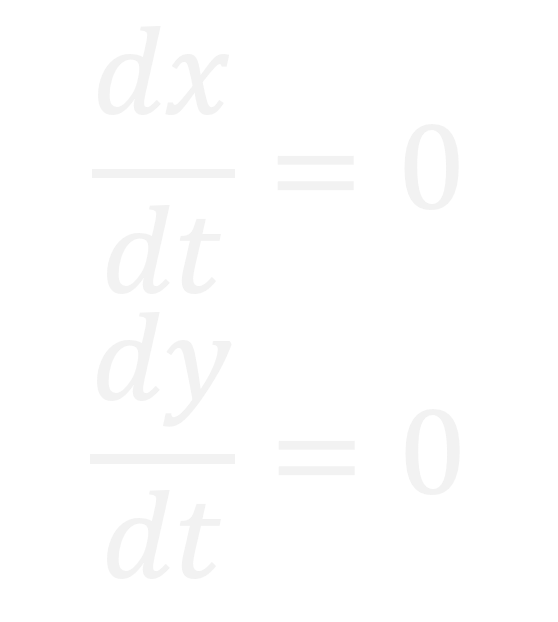 dx/dt = 0
dy/dt = 0